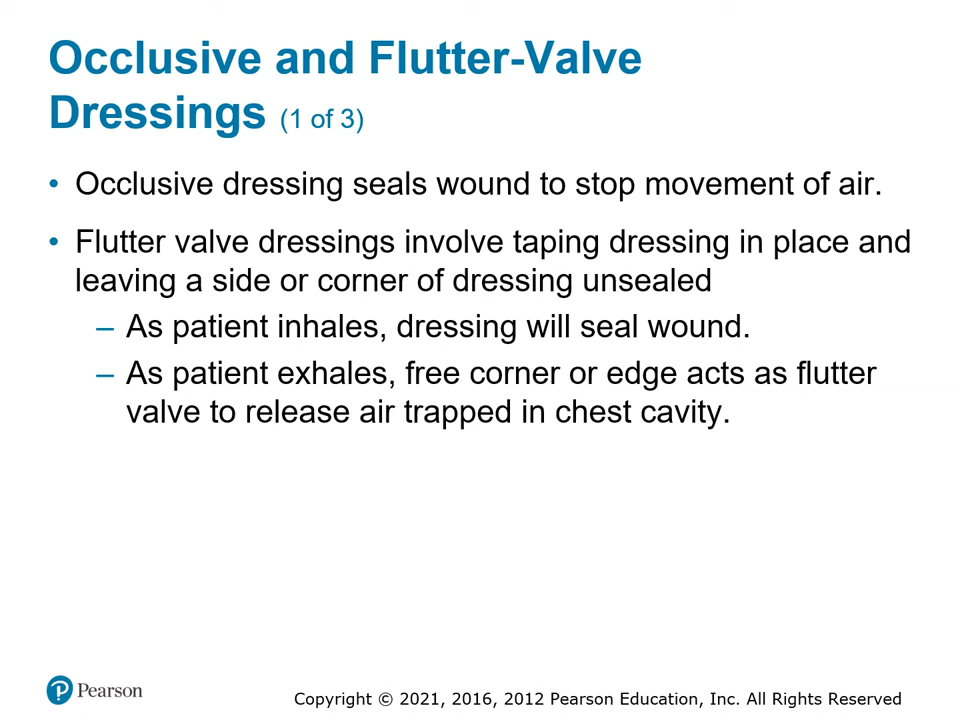 Occlusive and Flutter-Valve
Dressings (1 of 3)
• Occlusive dressing seals wound to stop movement of air.
• Flutter valve dressings involve taping dressing in place and
leaving a side or corner of dressing unsealed
– As patient inhales, dressing will seal wound.
– As patient exhales, free corner or edge acts as flutter
valve to release air trapped in chest cavity.
Pearson
Copyright © 2021, 2016, 2012 Pearson Education, Inc. All Rights Reserved